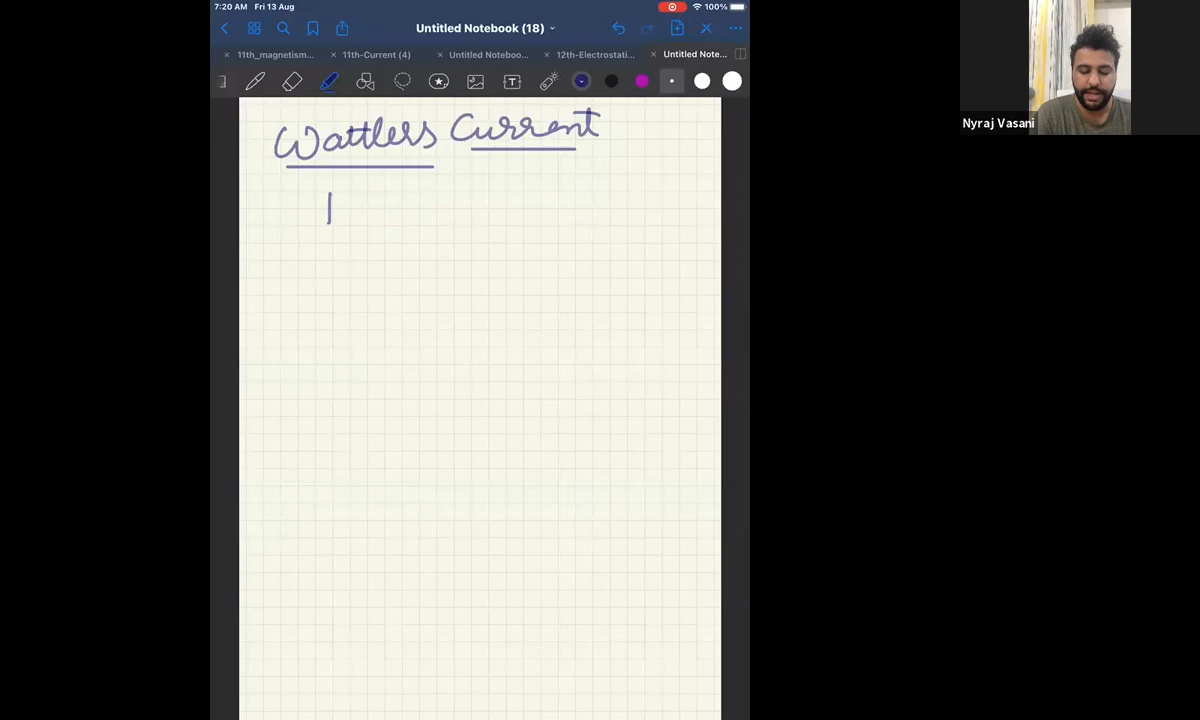 7:20 AM Fri 13 Aug
100%
Untitled Notebook (18)
11th_magnetism...
11th-Current (4)
Untitled Noteboo...
12th-Electrostati...
Untitled Note...
Nyraj Vasani
Wattless Current